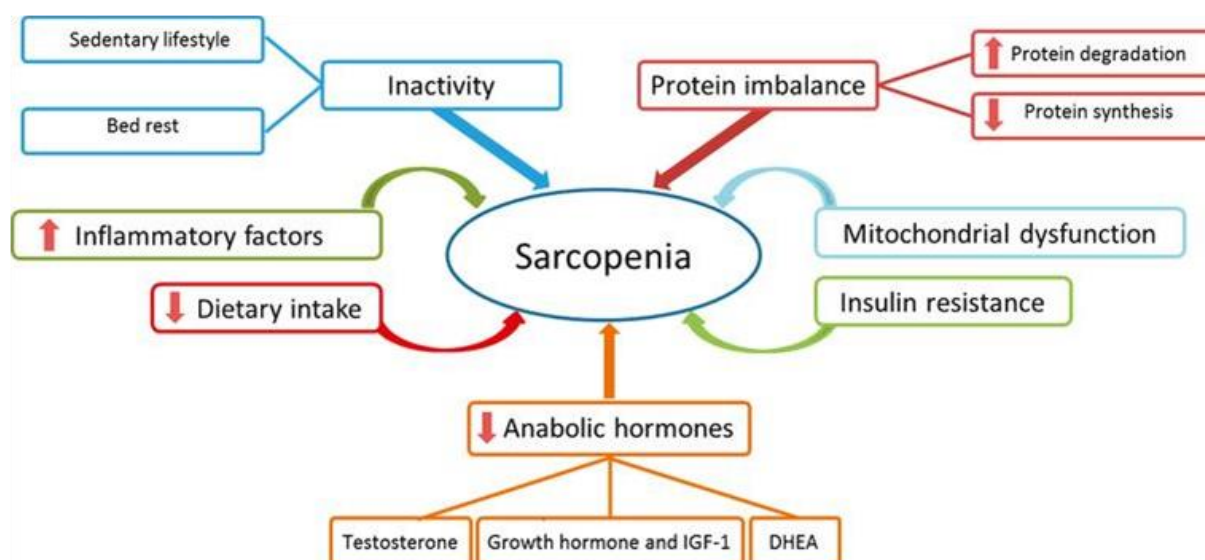 Sedentary lifestyle
Inactivity
Bed rest
Protein imbalance
Protein degradation
Protein synthesis
Inflammatory factors
Sarcopenia
Mitochondrial dysfunction
Dietary intake
Insulin resistance
Anabolic hormones
Testosterone
Growth hormone and IGF-1
DHEA